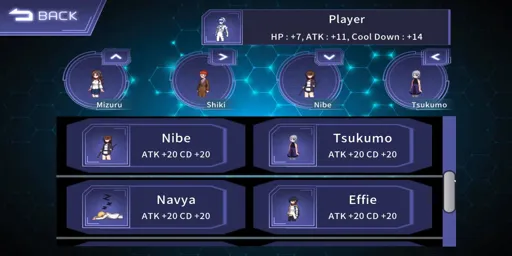 BACK
Player
HP : +7, ATK : +11, Cool Down : +14
Mizuru
Shiki
Nibe
Tsukumo
Nibe
ATK +20 CD +20
Tsukumo
ATK +20 CD +20
Navya
ATK +20 CD +20
Effie
ATK +20 CD +20